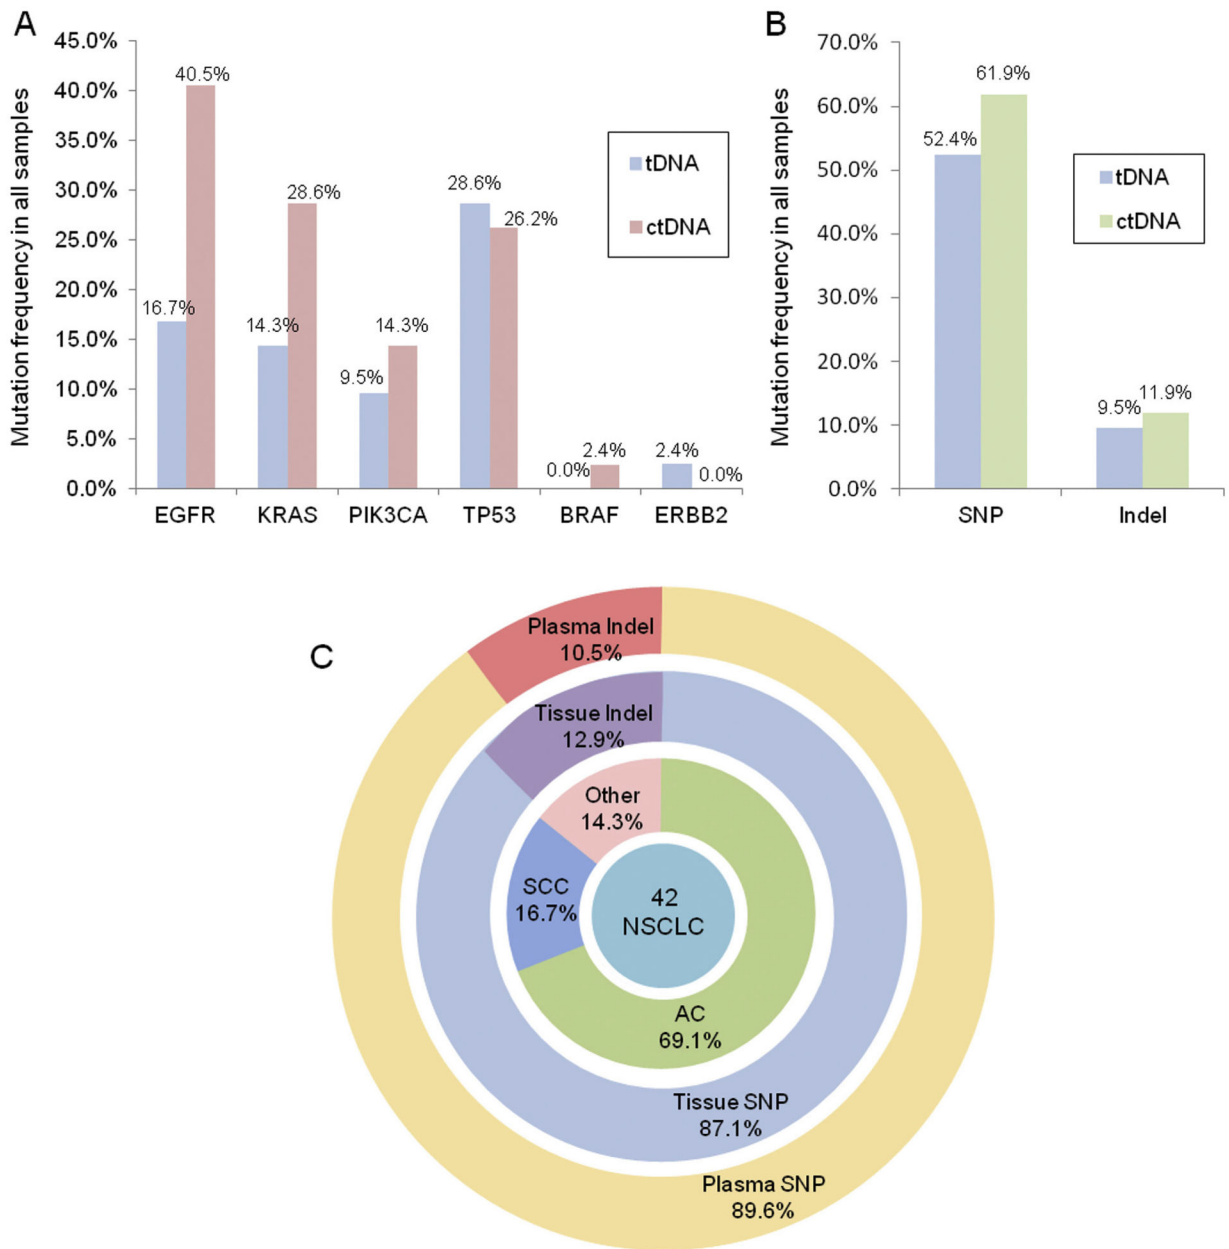 A
Mutation frequency in all samples
45.0%
40.0%
35.0%
30.0%
25.0%
20.0%
15.0%
10.0%
5.0%
0.0%
16.7%
40.5%
14.3%
28.6%
9.5%
14.3%
28.6%
26.2%
0.0%
2.4%
2.4%
0.0%
EGFR
KRAS
PIK3CA
TP53
BRAF
ERBB2
tDNA
ctDNA
B
Mutation frequency in all samples
70.0%
60.0%
50.0%
40.0%
30.0%
20.0%
10.0%
0.0%
52.4%
61.9%
9.5%
11.9%
SNP
Indel
tDNA
ctDNA
C
Plasma Indel
10.5%
Tissue Indel
12.9%
Other
14.3%
SCC
16.7%
42
NSCLC
AC
69.1%
Tissue SNP
87.1%
Plasma SNP
89.6%